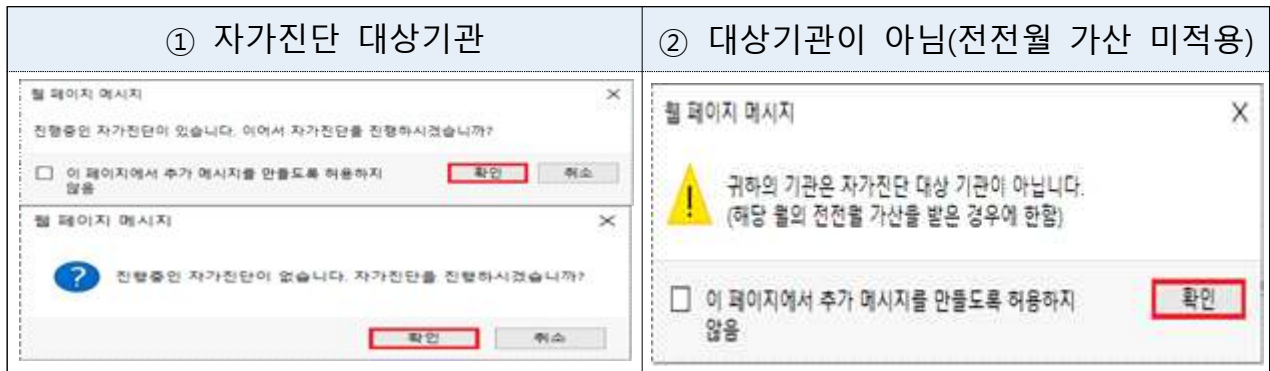 ① 자가진단 대상기관
② 대상기관이 아님(전전월 가산 미적용)
웹 페이지 메시지
진행중인 자가진단이 있습니다. 이어서 자가진단을 진행하시겠습니까?
이 페이지에서 추가 메시지를 만들도록 허용하지
않음
확인
취소
웹 페이지 메시지
진행중인 자가진단이 없습니다. 자가진단을 진행하시겠습니까?
확인
취소
웹 페이지 메시지
귀하의 기관은 자가진단 대상 기관이 아닙니다.
(해당 월의 전전월 가산을 받은 경우에 한함)
이 페이지에서 추가 메시지를 만들도록 허용하지
않음
확인